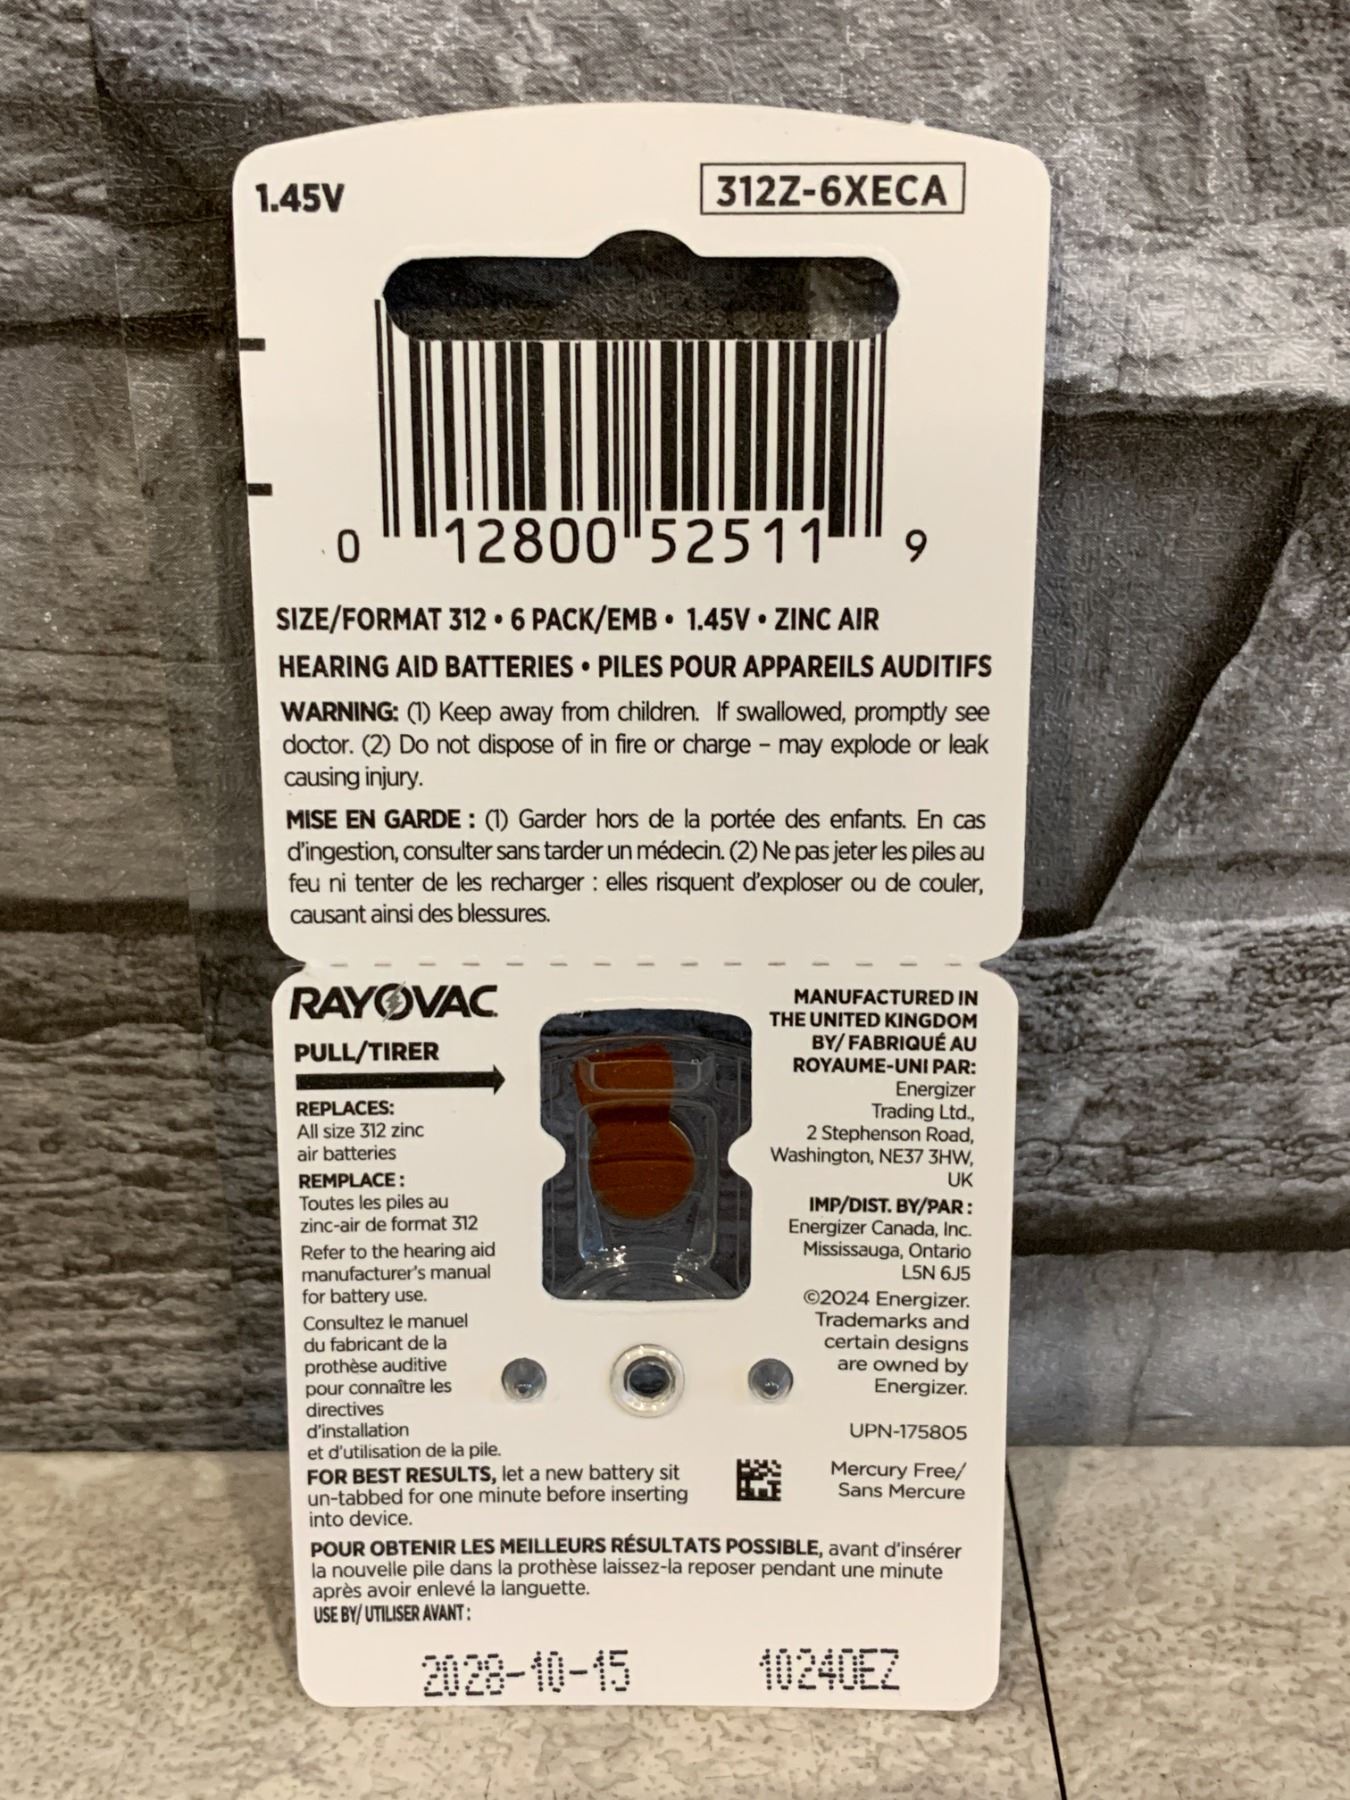 1.45V
312Z-6XECA
0 12800 52511 9
SIZE/FORMAT 312 • 6 PACK/EMB • 1.45V • ZINC AIR
HEARING AID BATTERIES • PILES POUR APPAREILS AUDITIFS
WARNING: (1) Keep away from children. If swallowed, promptly see
doctor. (2) Do not dispose of in fire or charge – may explode or leak
causing injury.
MISE EN GARDE : (1) Garder hors de la portée des enfants. En cas
d'ingestion, consulter sans tarder un médecin. (2) Ne pas jeter les piles au
feu ni tenter de les recharger : elles risquent d'exploser ou de couler,
causant ainsi des blessures.
RAYOVAC
PULL/TIRER
REPLACES:
All size 312 zinc
air batteries
REMPLACE :
Toutes les piles au
zinc-air de format 312
Refer to the hearing aid
manufacturer's manual
for battery use.
Consultez le manuel
du fabricant de la
prothèse auditive
pour connaître les
directives
d'installation
et d'utilisation de la pile.
MANUFACTURED IN
THE UNITED KINGDOM
BY/ FABRIQUÉ AU
ROYAUME-UNI PAR:
Energizer
Trading Ltd.,
2 Stephenson Road,
Washington, NE37 3HW,
UK
IMP/DIST. BY/PAR :
Energizer Canada, Inc.
Mississauga, Ontario
L5N 6J5
©2024 Energizer.
Trademarks and
certain designs
are owned by
Energizer.
UPN-175805
Mercury Free/
Sans Mercure
FOR BEST RESULTS, let a new battery sit
un-tabbed for one minute before inserting
into device.
POUR OBTENIR LES MEILLEURS RÉSULTATS POSSIBLE, avant d'insérer
la nouvelle pile dans la prothèse laissez-la reposer pendant une minute
après avoir enlevé la languette.
USE BY/ UTILISER AVANT :
2028-10-15
10240EZ